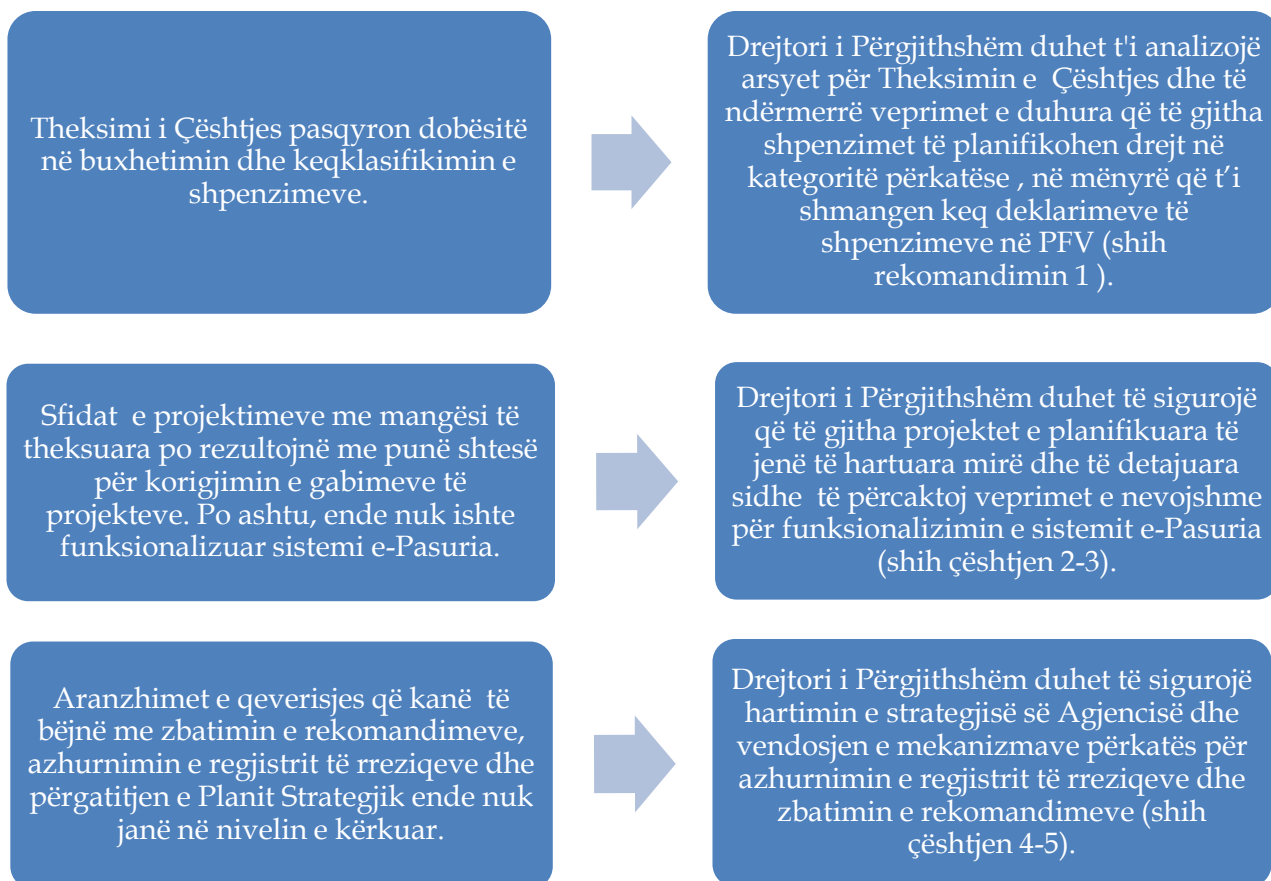 Theksimi i Çështjes pasqyron dobësitë
në buxhetimin dhe keqklasifikimin e
shpenzimeve.
Drejtori i Përgjithshëm duhet t'i analizojë
arsyet për Theksimin e Çështjes dhe të
ndërmerrë veprimet e duhura që të gjitha
shpenzimet të planifikohen drejt në
kategoritë përkatëse , në mënyrë që t’i
shmangen keq deklarimeve të
shpenzimeve në PFV (shih
rekomandimin 1 ).
Sfidat e projektimeve me mangësi të
theksuara po rezultojnë me punë shtesë
për korigjimin e gabimeve të
projekteve. Po ashtu, ende nuk ishte
funksionalizuar sistemi e-Pasuria.
Drejtori i Përgjithshëm duhet të sigurojë
që të gjitha projektet e planifikuara të
jenë të hartuara mirë dhe të detajuara
sidhe të përcaktoj veprimet e nevojshme
për funksionalizimin e sistemit e-Pasuria
(shih çështjen 2-3).
Aranzhimet e qeverisjes që kanë të
bëjnë me zbatimin e rekomandimeve,
azhurnimin e regjistrit të rreziqeve dhe
përgatitjen e Planit Strategjik ende nuk
janë në nivelin e kërkuar.
Drejtori i Përgjithshëm duhet të sigurojë
hartimin e strategjisë së Agjencisë dhe
vendosjen e mekanizmave përkatës për
azhurnimin e regjistrit të rreziqeve dhe
zbatimin e rekomandimeve (shih
çështjen 4-5).